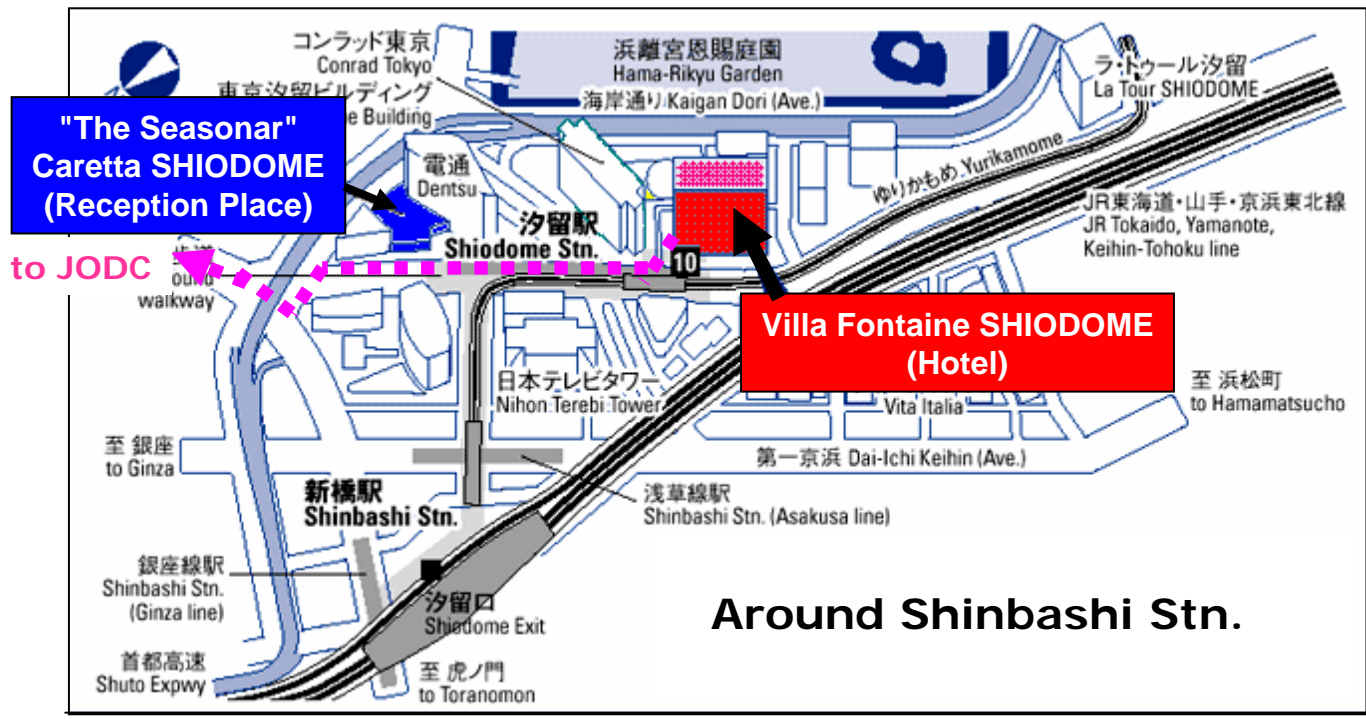 コンラッド東京
Conrad Tokyo
東京汐留ビルディング
e Building
浜離宮恩賜庭園
Hama-Rikyu Garden
海岸通り Kaigan Dori (Ave.)
ラ・トゥール汐留
La Tour SHIODOME
"The Seasonar"
Caretta SHIODOME
(Reception Place)
電通
Dentsu
汐留駅
Shiodome Stn.
10
ゆりかもめ Yurikamome
JR東海道・山手・京浜東北線
JR Tokaido, Yamanote,
Keihin-Tohoku line
to JODC
walkway
Villa Fontaine SHIODOME
(Hotel)
日本テレビタワー
Nihon Terebi Tower
Vita Italia
至 浜松町
to Hamamatsucho
至 銀座
to Ginza
第一京浜 Dai-Ichi Keihin (Ave.)
新橋駅
Shinbashi Stn.
浅草線駅
Shinbashi Stn. (Asakusa line)
銀座線駅
Shinbashi Stn.
(Ginza line)
汐留口
Shiodome Exit
Around Shinbashi Stn.
首都高速
Shuto Expwy
至 虎ノ門
to Toranomon